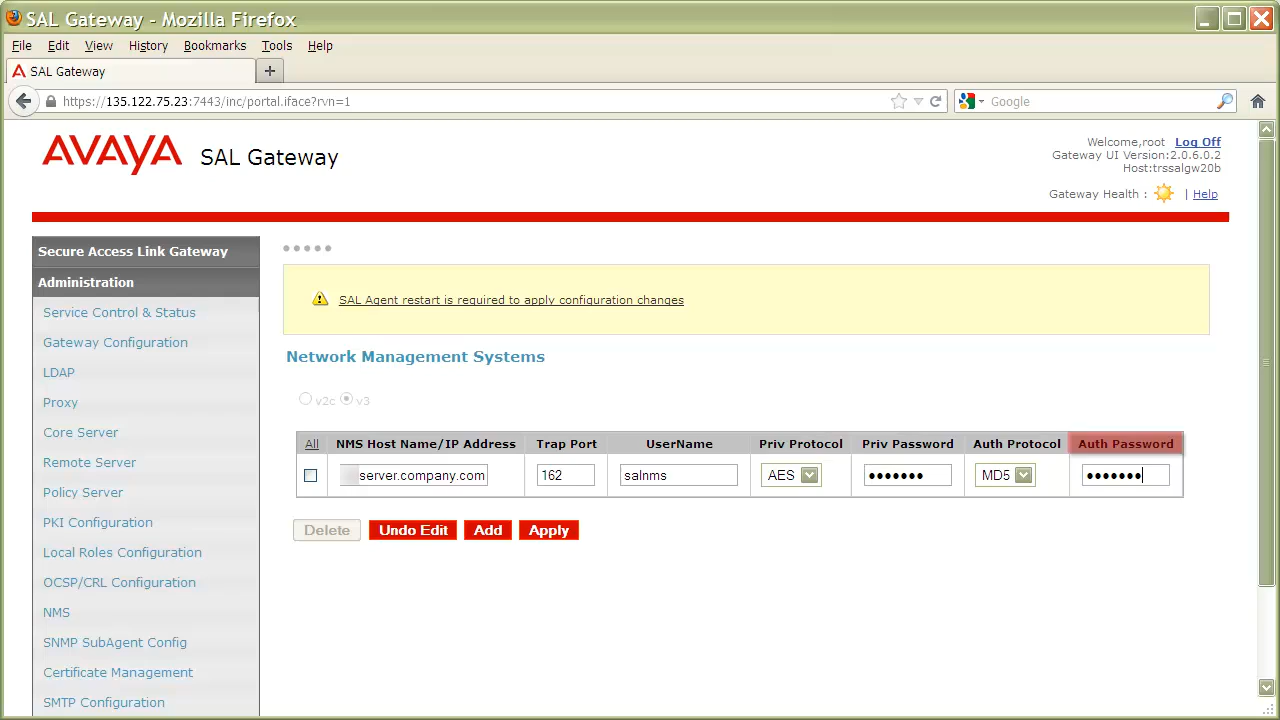 SAL Gateway - Mozilla Firefox
File Edit View History Bookmarks Tools Help
SAL Gateway
https://135.122.75.23:7443/inc/portal.iface?rvn=1
Google
AVAYA SAL Gateway
Welcome,root Log Off
Gateway UI Version:2.0.6.0.2
Host:trssalgw20b
Gateway Health : | Help
Secure Access Link Gateway
Administration
Service Control & Status
Gateway Configuration
LDAP
Proxy
Core Server
Remote Server
Policy Server
PKI Configuration
Local Roles Configuration
OCSP/CRL Configuration
NMS
SNMP SubAgent Config
Certificate Management
SMTP Configuration
SAL Agent restart is required to apply configuration changes
Network Management Systems
v2c v3
All NMS Host Name/IP Address Trap Port UserName Priv Protocol Priv Password Auth Protocol Auth Password
server.company.com 162 salnms AES ••••••• MD5 •••••••
Delete Undo Edit Add Apply